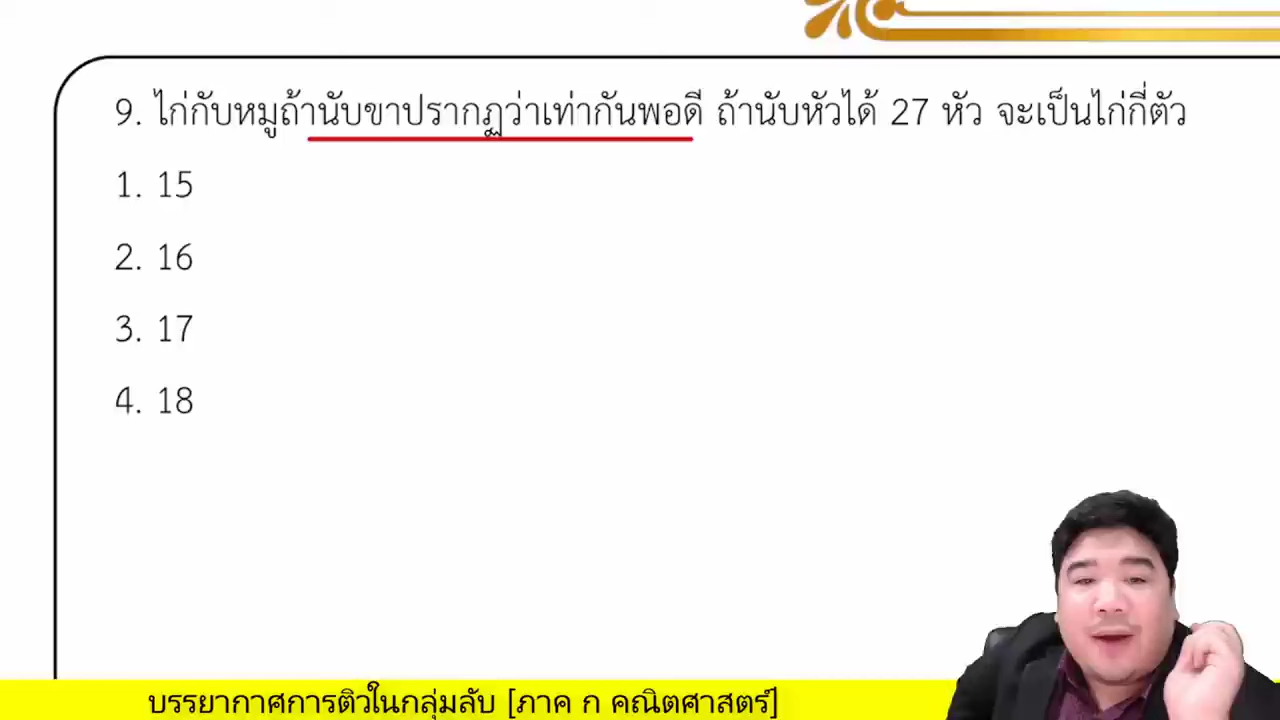 9. ไก่กับหมูถ้านับขาปรากฏว่าเท่ากันพอดี ถ้านับหัวได้ 27 หัว จะเป็นไก่กี่ตัว
1. 15
2. 16
3. 17
4. 18
บรรยากาศการติวในกลุ่มลับ [ภาค ก คณิตศาสตร์]